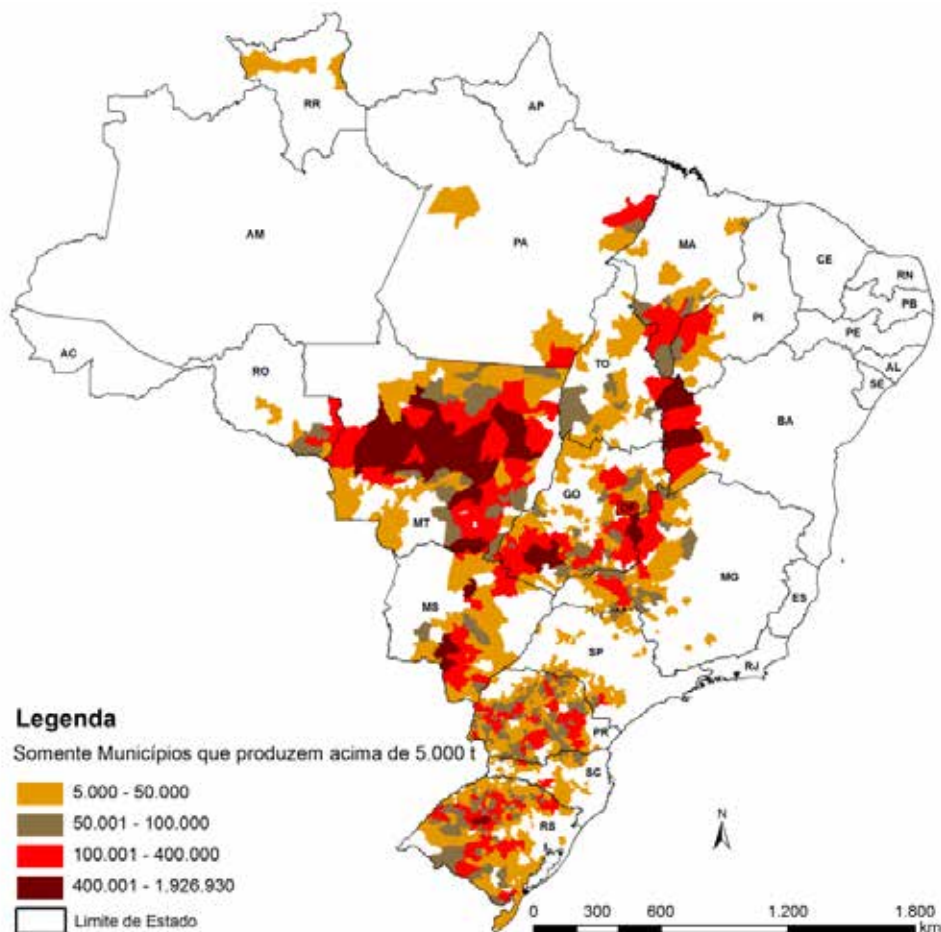 RR
AP
AM
PA
MA
CE
RN
PB
PI
PE
AC
AL
TO
SE
RO
BA
GO
DF
MT
MG
MS
ES
SP
RJ
Legenda
PR
Somente Municípios que produzem acima de 5.000 t
SC
5.000 - 50.000
50.001 - 100.000
RS
N
100.001 - 400.000
400.001 - 1.926.930
Limite de Estado
0 300 600 1.200 1.800
km